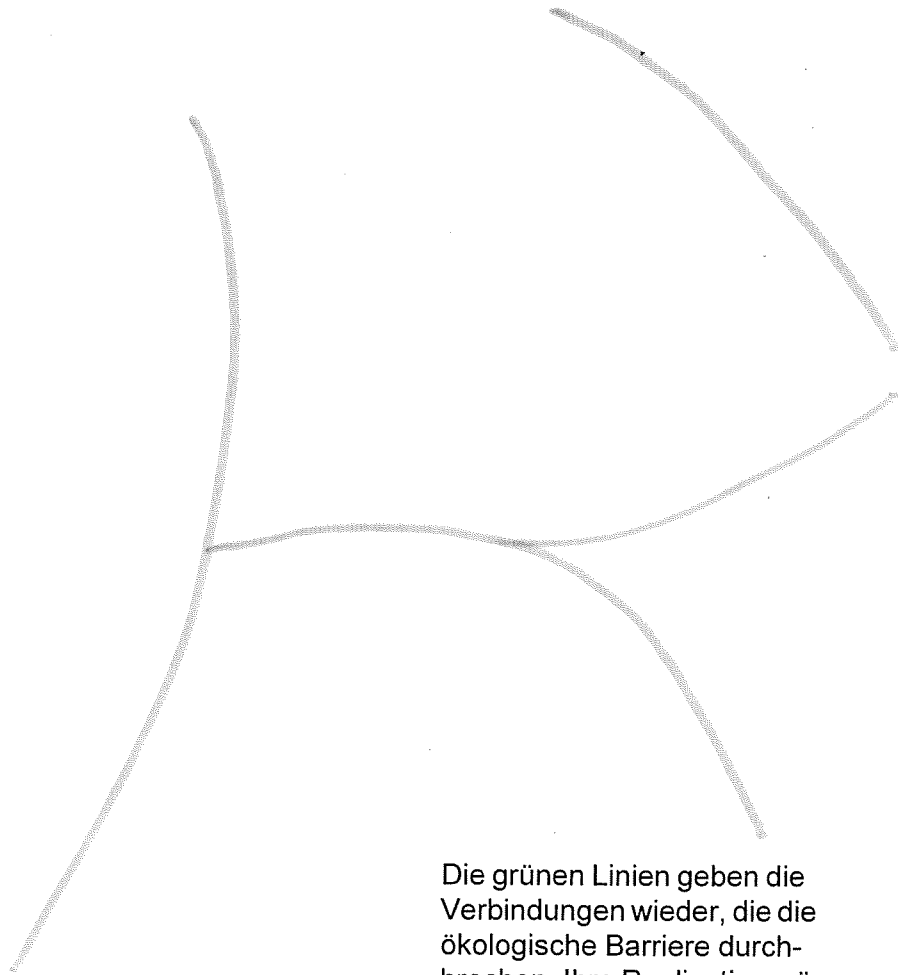 Die grünen Linien geben die
Verbindungen wieder, die die
ökologische Barriere durch-